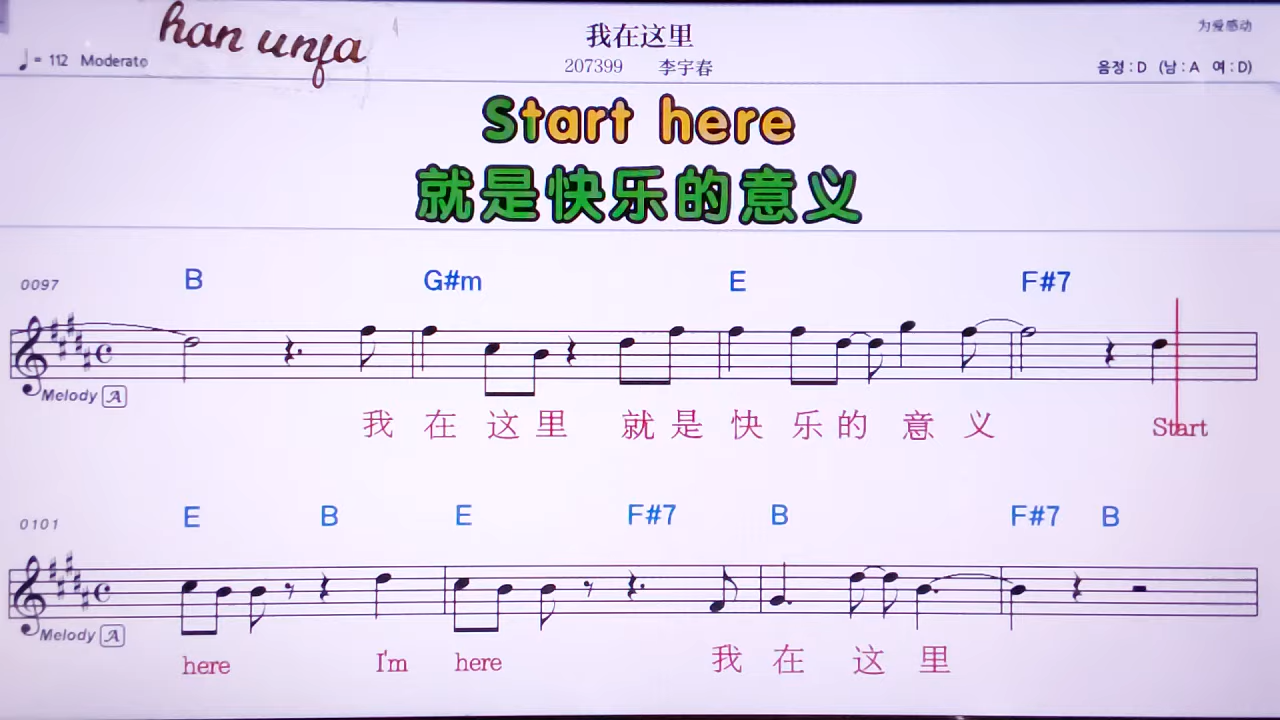 han unfa
我在这里
为爱感动
♩= 112 Moderato
207399 李宇春
음정 : D (남 : A 여 : D)
Start here
就是快乐的意义
0097 B G#m E F#7
Melody A
我 在 这 里 就 是 快 乐 的 意 义 Start
0101 E B E F#7 B F#7 B
Melody A
here I'm here 我 在 这 里